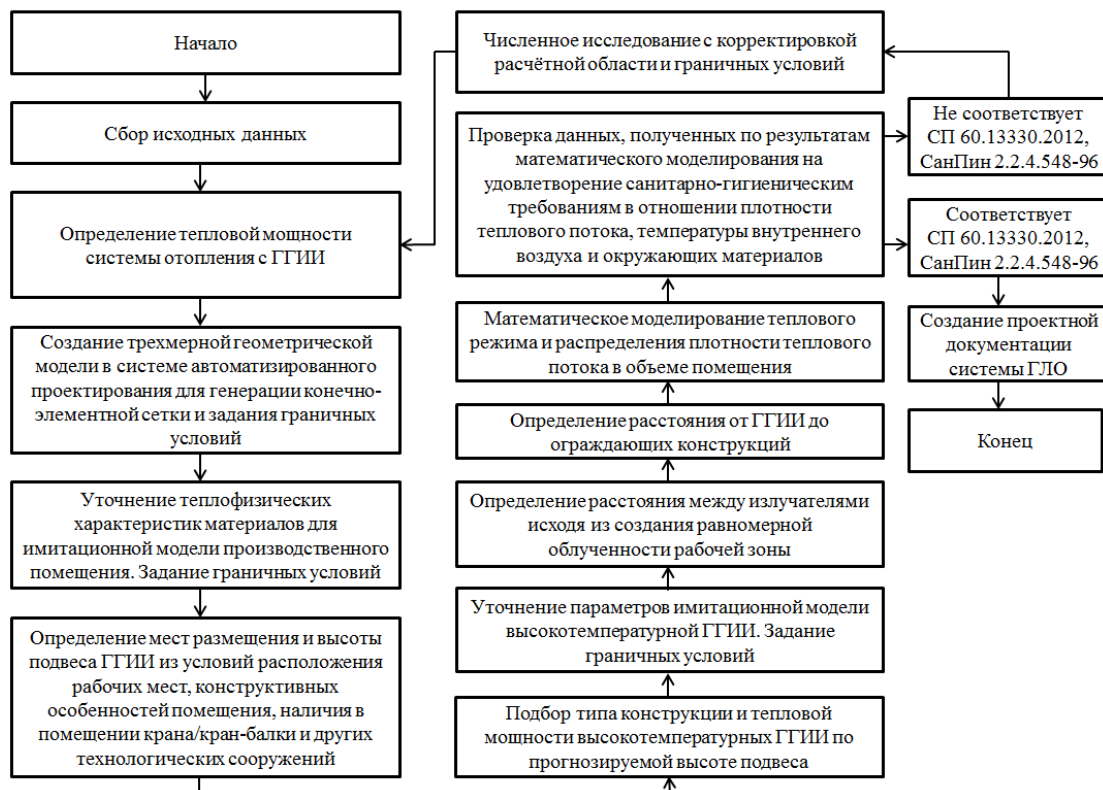 Начало
Сбор исходных данных
Определение тепловой мощности
системы отопления с ГГИИ
Создание трехмерной геометрической
модели в системе автоматизированного
проектирования для генерации конечно-
элементной сетки и задания граничных
условий
Уточнение теплофизических
характеристик материалов для
имитационной модели производственного
помещения. Задание граничных условий
Определение мест размещения и высоты
подвеса ГГИИ из условий расположения
рабочих мест, конструктивных
особенностей помещения, наличия в
помещении крана/кран-балки и других
технологических сооружений
Численное исследование с корректировкой
расчётной области и граничных условий
Проверка данных, полученных по результатам
математического моделирования на
удовлетворение санитарно-гигиеническим
требованиям в отношении плотности
теплового потока, температуры внутреннего
воздуха и окружающих материалов
Математическое моделирование теплового
режима и распределения плотности теплового
потока в объеме помещения
Определение расстояния от ГГИИ до
ограждающих конструкций
Определение расстояния между излучателями
исходя из создания равномерной
облученности рабочей зоны
Уточнение параметров имитационной модели
высокотемпературной ГГИИ. Задание
граничных условий
Подбор типа конструкции и тепловой
мощности высокотемпературных ГГИИ по
прогнозируемой высоте подвеса
Не соответствует
СП 60.13330.2012,
СанПин 2.2.4.548-96
Соответствует
СП 60.13330.2012,
СанПин 2.2.4.548-96
Создание проектной
документации
системы ГЛО
Конец